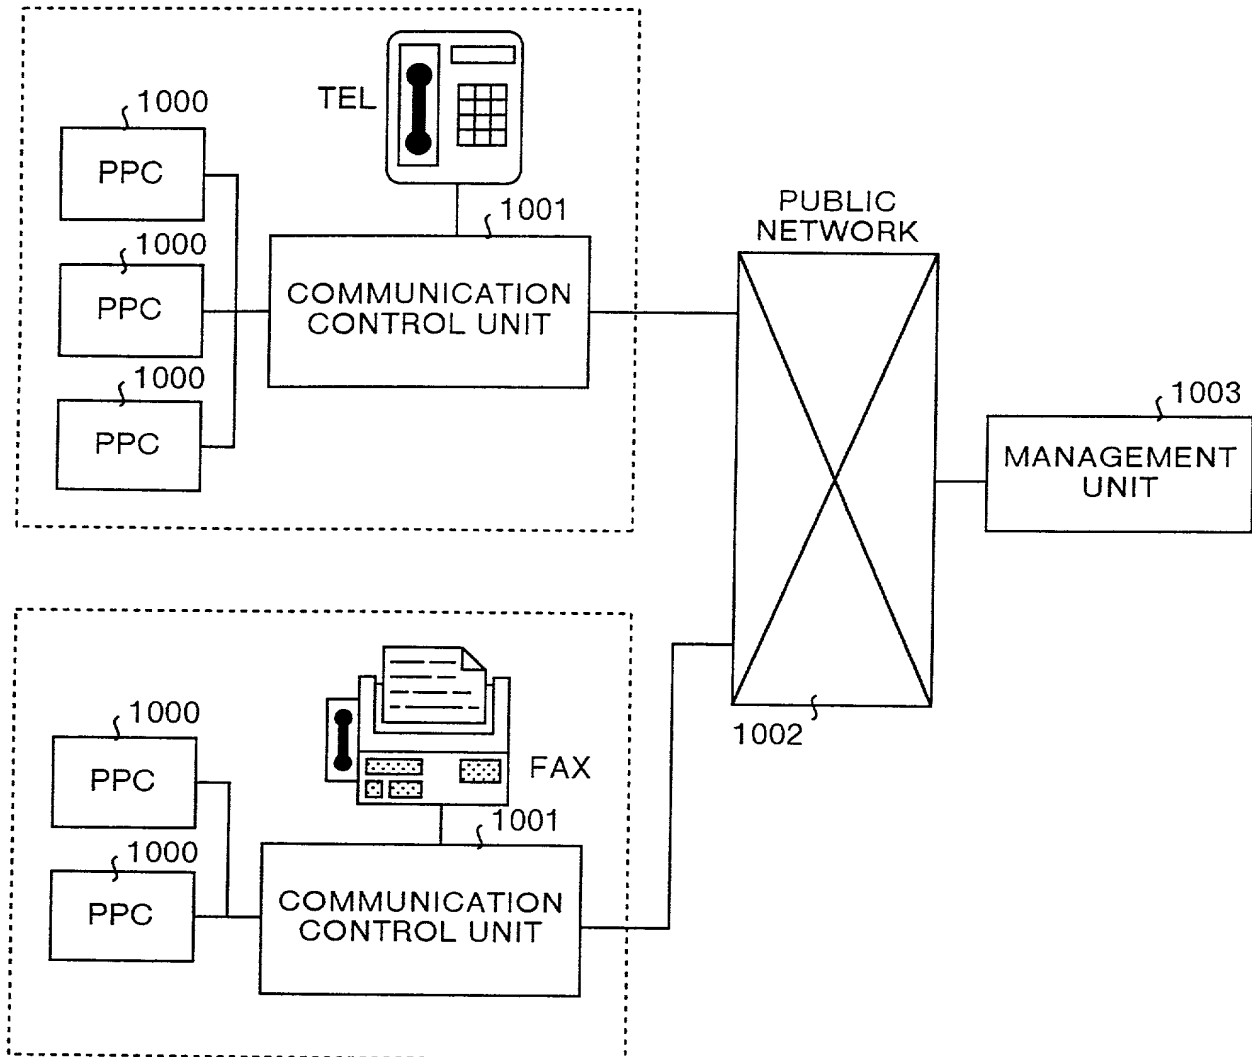 TEL
1000
PPC
1000
PPC
1000
PPC
1001
COMMUNICATION
CONTROL UNIT
PUBLIC
NETWORK
1002
1003
MANAGEMENT
UNIT
FAX
1000
PPC
1000
PPC
1001
COMMUNICATION
CONTROL UNIT